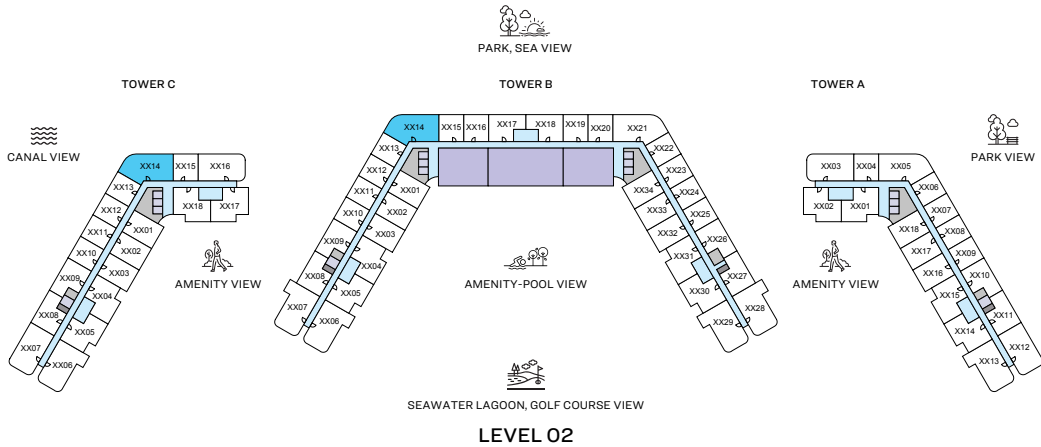 PARK, SEA VIEW
TOWER C
TOWER B
TOWER A
CANAL VIEW
PARK VIEW
XX14
XX15
XX16
XX13
XX12
XX11
XX10
XX09
XX08
XX07
XX06
XX05
XX04
XX03
XX02
XX01
XX18
XX17
AMENITY VIEW
XX14
XX15
XX16
XX17
XX18
XX19
XX20
XX21
XX13
XX12
XX11
XX10
XX09
XX08
XX07
XX06
XX05
XX04
XX03
XX02
XX01
XX22
XX23
XX24
XX25
XX26
XX27
XX28
XX29
XX30
XX31
XX32
XX33
XX34
AMENITY-POOL VIEW
XX03
XX04
XX05
XX02
XX01
XX06
XX07
XX08
XX09
XX10
XX11
XX12
XX13
XX14
XX15
XX16
XX17
XX18
AMENITY VIEW
SEAWATER LAGOON, GOLF COURSE VIEW
LEVEL 02